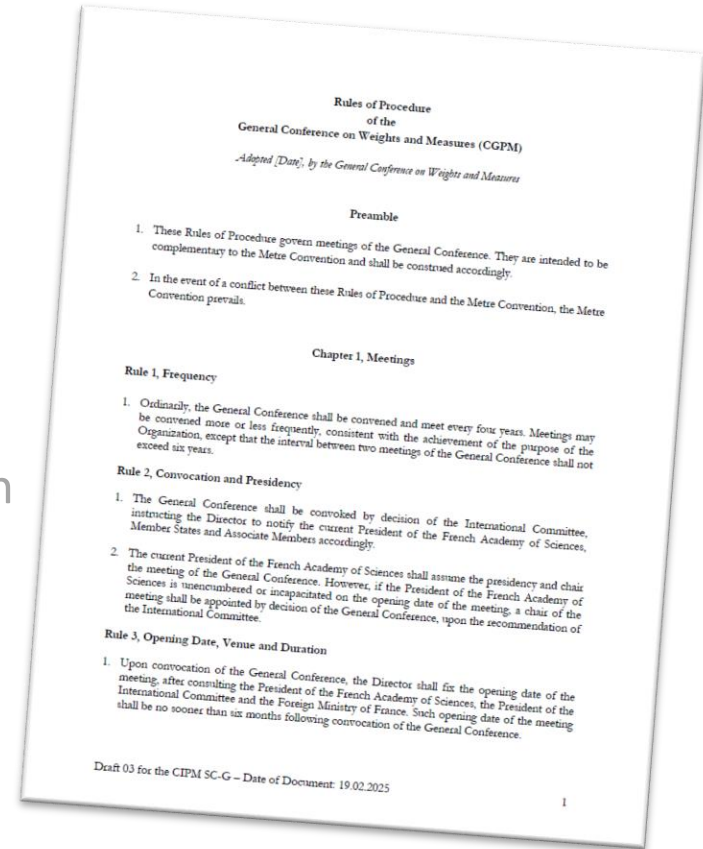 Rules of Procedure
of the
General Conference on Weights and Measures (CGPM)
Adopted [Date], by the General Conference on Weights and Measures
Preamble
1. These Rules of Procedure govern meetings of the General Conference. They are intended to be
complementary to the Metre Convention and shall be construed accordingly.
2. In the event of a conflict between these Rules of Procedure and the Metre Convention, the Metre
Convention prevails.
Chapter 1, Meetings
Rule 1, Frequency
1. Ordinarily, the General Conference shall be convened and meet every four years. Meetings may
be convened more or less frequently, consistent with the achievement of the purpose of the
Organization, except that the interval between two meetings of the General Conference shall not
exceed six years.
Rule 2, Convocation and Presidency
1. The General Conference shall be convoked by decision of the International Committee,
instructing the Director to notify the current President of the French Academy of Sciences,
Member States and Associate Members accordingly.
2. The current President of the French Academy of Sciences shall assume the presidency and chair
the meeting of the General Conference. However, if the President of the French Academy of
Sciences is unencumbered or incapacitated on the opening date of the meeting, a chair of the
meeting shall be appointed by decision of the General Conference, upon the recommendation of
the International Committee.
Rule 3, Opening Date, Venue and Duration
1. Upon convocation of the General Conference, the Director shall fix the opening date of the
meeting, after consulting the President of the French Academy of Sciences, the President of the
International Committee and the Foreign Ministry of France. Such opening date of the meeting
shall be no sooner than six months following convocation of the General Conference.
Draft 03 for the CIPM SC-G – Date of Document: 19.02.2025
1
n